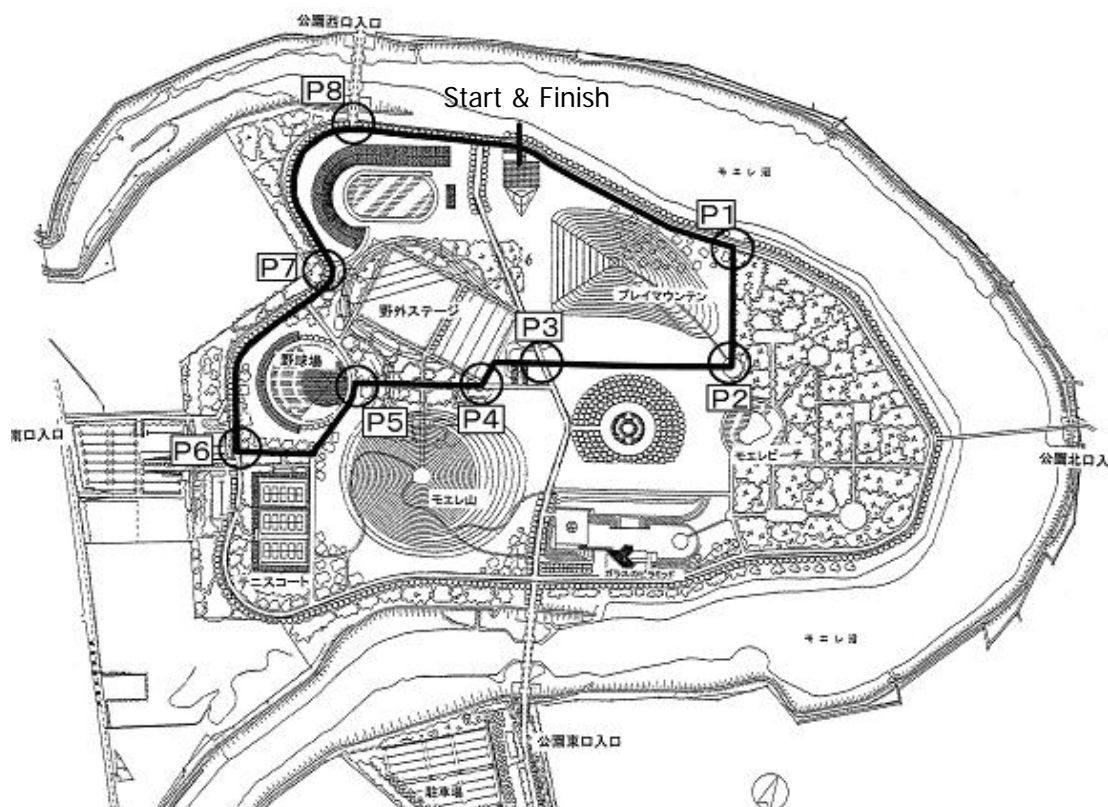 公園西口入口
P8
Start & Finish
モエレ沼
P1
プレイマウンテン
P7
野外ステージ
P3
野球場
P2
P4
P5
南口入口
P6
モエレビーチ
公園北口入
モエレ山
テニスコート
ガラスのピラミッド
モエレ沼
公園東口入口
駐車場